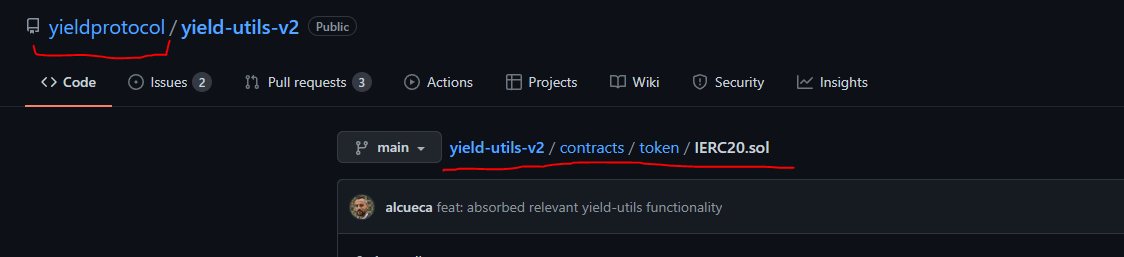 yieldprotocol / yield-utils-v2 Public
Code Issues 2 Pull requests 3 Actions Projects Wiki Security Insights
main yield-utils-v2 / contracts / token / IERC20.sol
alcueca feat: absorbed relevant yield-utils functionality